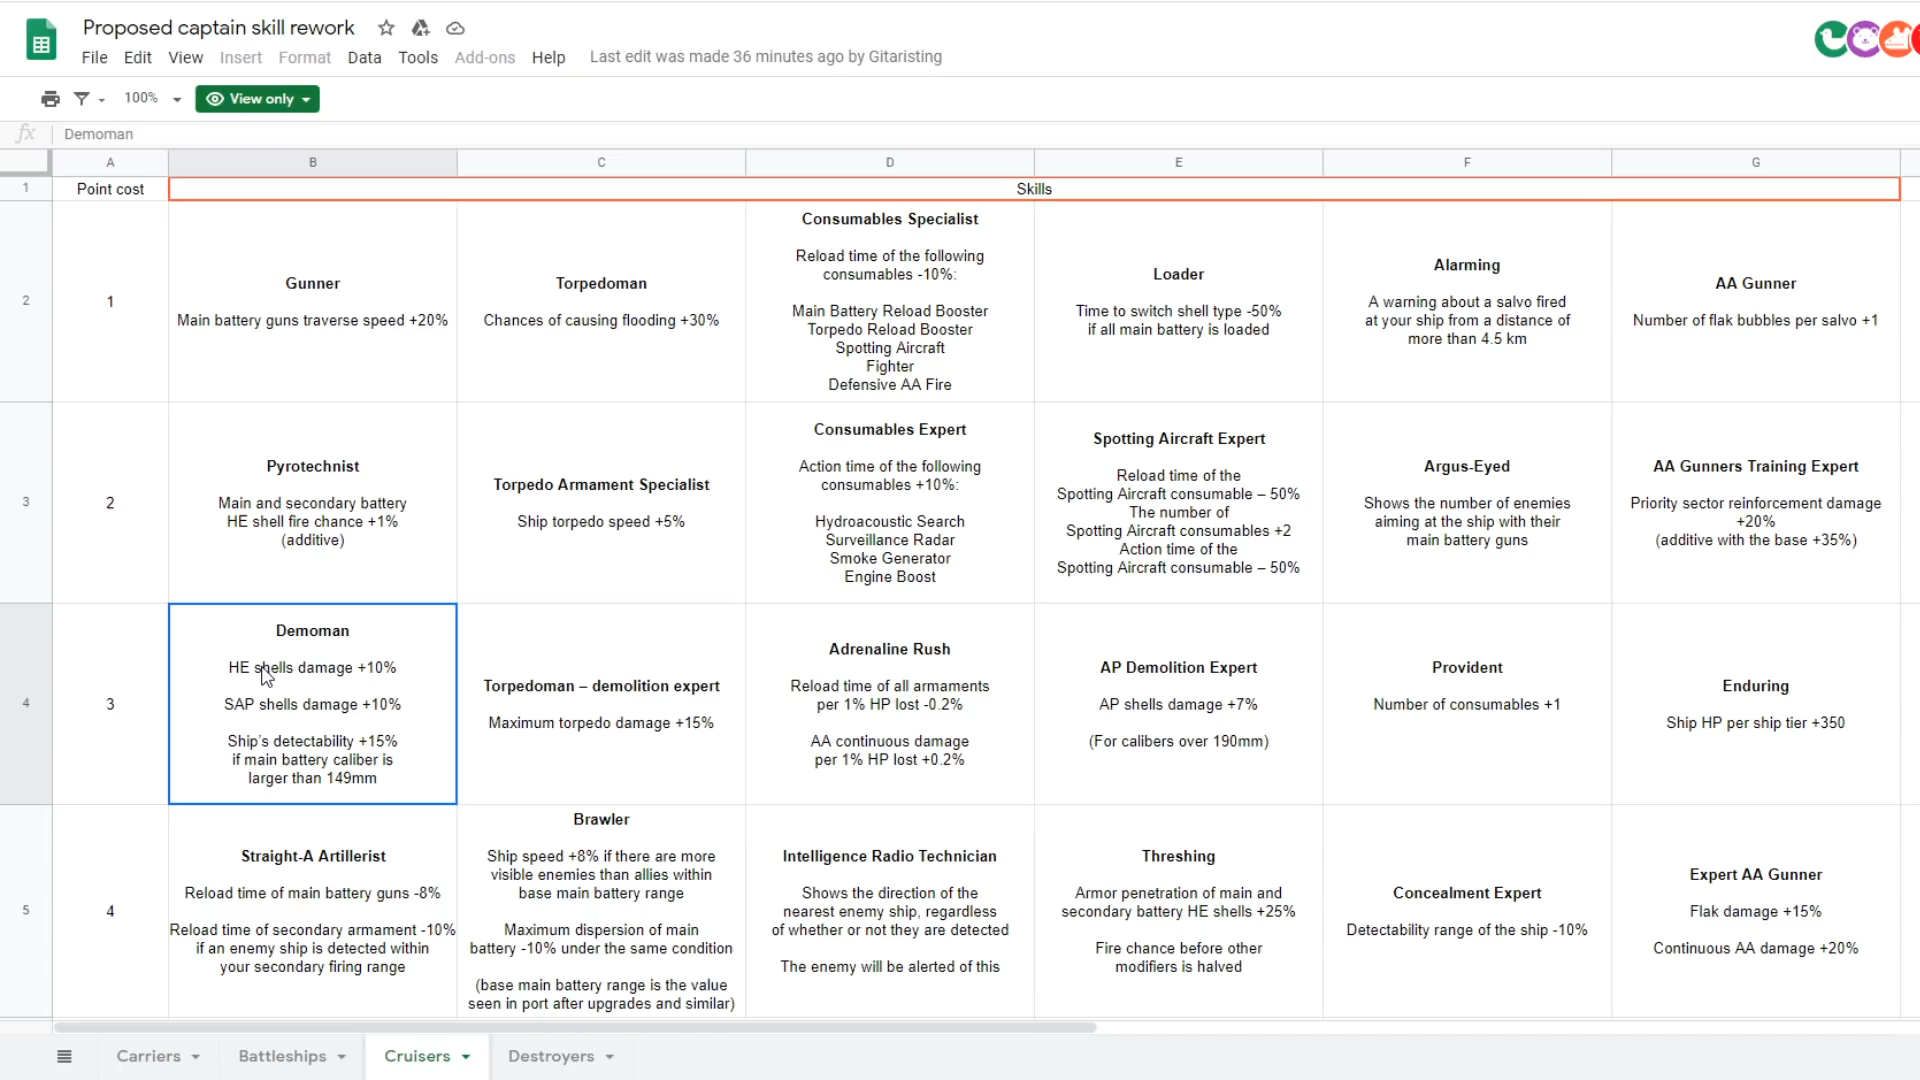 Proposed captain skill rework
File Edit View Insert Format Data Tools Add-ons Help Last edit was made 36 minutes ago by Gitaristing
100% View only
fx Demoman
A B C D E F G
1 Point cost Skills
2
1
Gunner
Main battery guns traverse speed +20%
Torpedoman
Chances of causing flooding +30%
Consumables Specialist
Reload time of the following
consumables -10%:
Main Battery Reload Booster
Torpedo Reload Booster
Spotting Aircraft
Fighter
Defensive AA Fire
Loader
Time to switch shell type -50%
if all main battery is loaded
Alarming
A warning about a salvo fired
at your ship from a distance of
more than 4.5 km
AA Gunner
Number of flak bubbles per salvo +1
3
2
Pyrotechnist
Main and secondary battery
HE shell fire chance +1%
(additive)
Torpedo Armament Specialist
Ship torpedo speed +5%
Consumables Expert
Action time of the following
consumables +10%:
Hydroacoustic Search
Surveillance Radar
Smoke Generator
Engine Boost
Spotting Aircraft Expert
Reload time of the
Spotting Aircraft consumable – 50%
The number of
Spotting Aircraft consumables +2
Action time of the
Spotting Aircraft consumable – 50%
Argus-Eyed
Shows the number of enemies
aiming at the ship with their
main battery guns
AA Gunners Training Expert
Priority sector reinforcement damage
+20%
(additive with the base +35%)
4
3
Demoman
HE shells damage +10%
SAP shells damage +10%
Ship's detectability +15%
if main battery caliber is
larger than 149mm
Torpedoman – demolition expert
Maximum torpedo damage +15%
Adrenaline Rush
Reload time of all armaments
per 1% HP lost -0.2%
AA continuous damage
per 1% HP lost +0.2%
AP Demolition Expert
AP shells damage +7%
(For calibers over 190mm)
Provident
Number of consumables +1
Enduring
Ship HP per ship tier +350
5
4
Straight-A Artillerist
Reload time of main battery guns -8%
Reload time of secondary armament -10%
if an enemy ship is detected within
your secondary firing range
Brawler
Ship speed +8% if there are more
visible enemies than allies within
base main battery range
Maximum dispersion of main
battery -10% under the same condition
(base main battery range is the value
seen in port after upgrades and similar)
Intelligence Radio Technician
Shows the direction of the
nearest enemy ship, regardless
of whether or not they are detected
The enemy will be alerted of this
Threshing
Armor penetration of main and
secondary battery HE shells +25%
Fire chance before other
modifiers is halved
Concealment Expert
Detectability range of the ship -10%
Expert AA Gunner
Flak damage +15%
Continuous AA damage +20%
Carriers Battleships Cruisers Destroyers